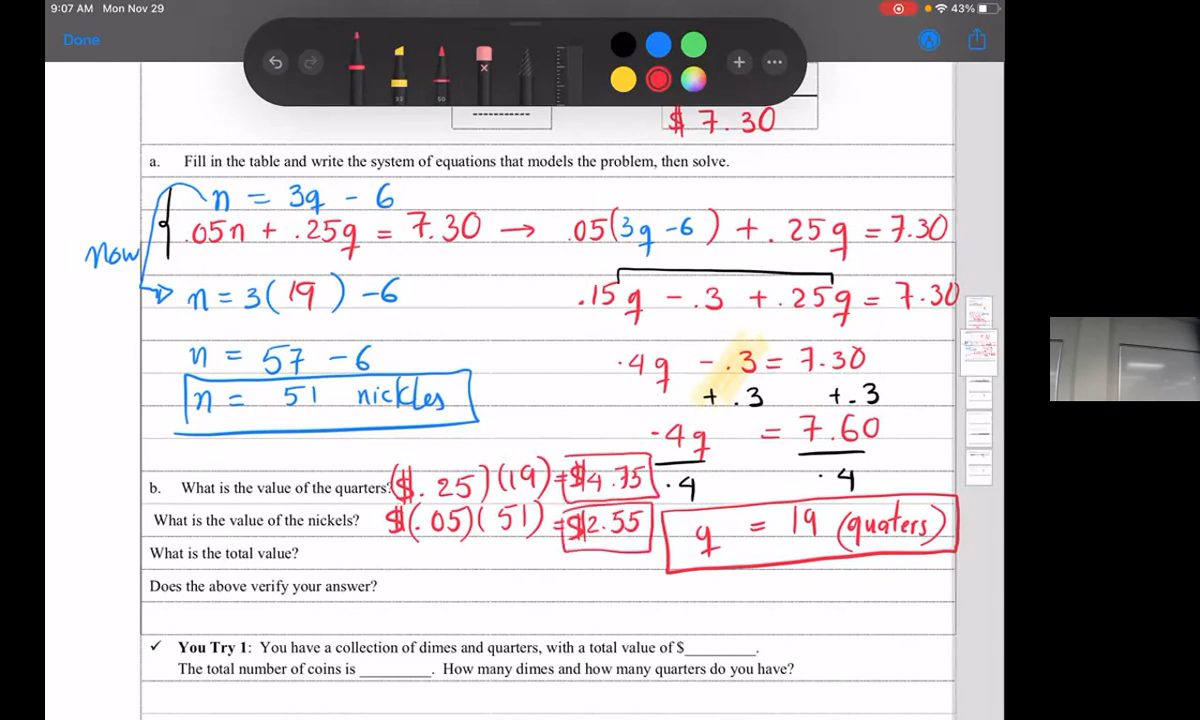 9:07 AM Mon Nov 29
43%
Done
$ 7.30
a. Fill in the table and write the system of equations that models the problem, then solve.
n = 3q - 6
.05n + .25q = 7.30 → .05(3q -6) + .25q = 7.30
Now
n = 3(19) -6
.15q - .3 + .25q = 7.30
n = 57 - 6
.4q - .3 = 7.30
n = 51 nickles
+ .3 + .3
.4q = 7.60
.4 .4
b. What is the value of the quarters? ($.25)(19) = $4.75
What is the value of the nickels? $(.05)(51) = $2.55
q = 19 (quaters)
What is the total value?
Does the above verify your answer?
✓ You Try 1: You have a collection of dimes and quarters, with a total value of $________.
The total number of coins is ________. How many dimes and how many quarters do you have?